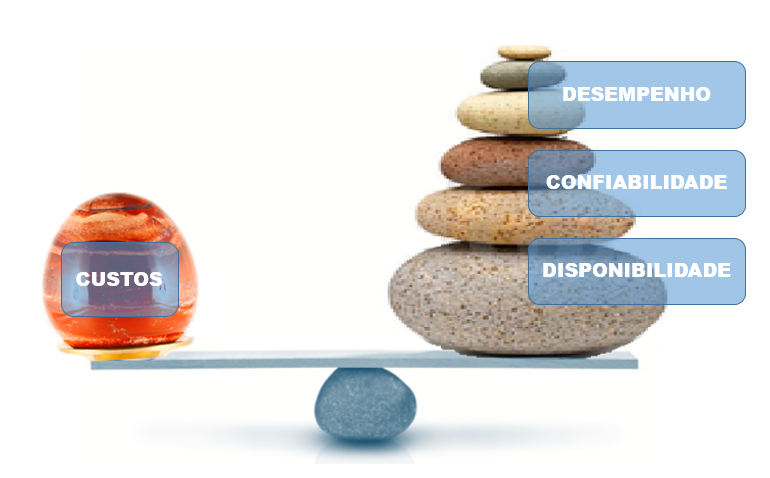 DESEMPENHO
CONFIABILIDADE
CUSTOS
DISPONIBILIDADE